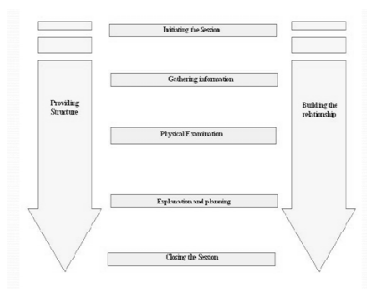 Initiating the Session
Gathering information
Providing
Structure
Building the
relationship
Physical Examination
Explanation and planning
Closing the Session